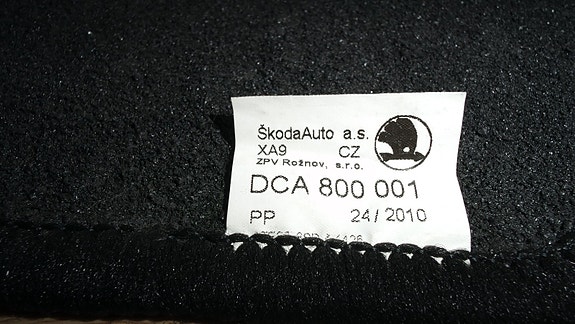 ŠkodaAuto a.s.
XA9 CZ
ZPV Rožnov, s.r.o.
DCA 800 001
PP 24/2010